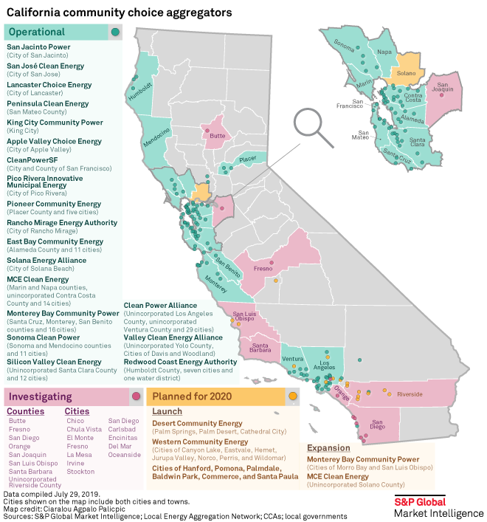 California community choice aggregators
Operational
San Jacinto Power
(City of San Jacinto)
San José Clean Energy
(City of San Jose)
Lancaster Choice Energy
(City of Lancaster)
Peninsula Clean Energy
(San Mateo County)
King City Community Power
(King City)
Apple Valley Choice Energy
(City of Apple Valley)
CleanPowerSF
(City and County of San Francisco)
Pico Rivera Innovative
Municipal Energy
(City of Pico Rivera)
Pioneer Community Energy
(Placer County and five cities)
Rancho Mirage Energy Authority
(City of Rancho Mirage)
East Bay Community Energy
(Alameda County and 11 cities)
Solana Energy Alliance
(City of Solana Beach)
MCE Clean Energy
(Marin and Napa counties,
unincorporated Contra Costa
County and 14 cities)
Monterey Bay Community Power
(Santa Cruz, Monterey, San Benito
counties and 16 cities)
Sonoma Clean Power
(Sonoma and Mendocino counties
and 11 cities)
Silicon Valley Clean Energy
(Unincorporated Santa Clara County
and 12 cities)
Clean Power Alliance
(Unincorporated Los Angeles
County, unincorporated
Ventura County and 29 cities)
Valley Clean Energy Alliance
(Unincorporated Yolo County,
Cities of Davis and Woodland)
Redwood Coast Energy Authority
(Humboldt County, seven cities and
one water district)
Humboldt
Mendocino
Butte
Placer
San Benito
Monterey
Fresno
San Luis
Obispo
Santa
Barbara
Ventura
Los
Angeles
Orange
Riverside
San
Diego
Sonoma
Napa
Solano
Marin
Contra
Costa
San
Joaquin
San
Francisco
Alameda
San
Mateo
Santa
Clara
Santa Cruz
Investigating
Counties
Butte
Fresno
San Diego
Orange
San Joaquin
San Luis Obispo
Santa Barbara
Unincorporated
Riverside County
Cities
Chico
Chula Vista
El Monte
Fresno
La Mesa
Irvine
Stockton
San Diego
Carlsbad
Encinitas
Del Mar
Oceanside
Planned for 2020
Launch
Desert Community Energy
(Palm Springs, Palm Desert, Cathedral City)
Western Community Energy
(Cities of Canyon Lake, Eastvale, Hemet,
Jurupa Valley, Norco, Perris, and Wildomar)
Cities of Hanford, Pomona, Palmdale,
Baldwin Park, Commerce, and Santa Paula
Expansion
Monterey Bay Community Power
(Cities of Morro Bay and San Luis Obispo)
MCE Clean Energy
(Unincorporated Solano County)
Data compiled July 29, 2019.
Cities shown on the map include both cities and towns.
Map credit: Ciaralou Agpalo Palicpic
Sources: S&P Global Market Intelligence; Local Energy Aggregation Network; CCAs; local governments
S&P Global
Market Intelligence